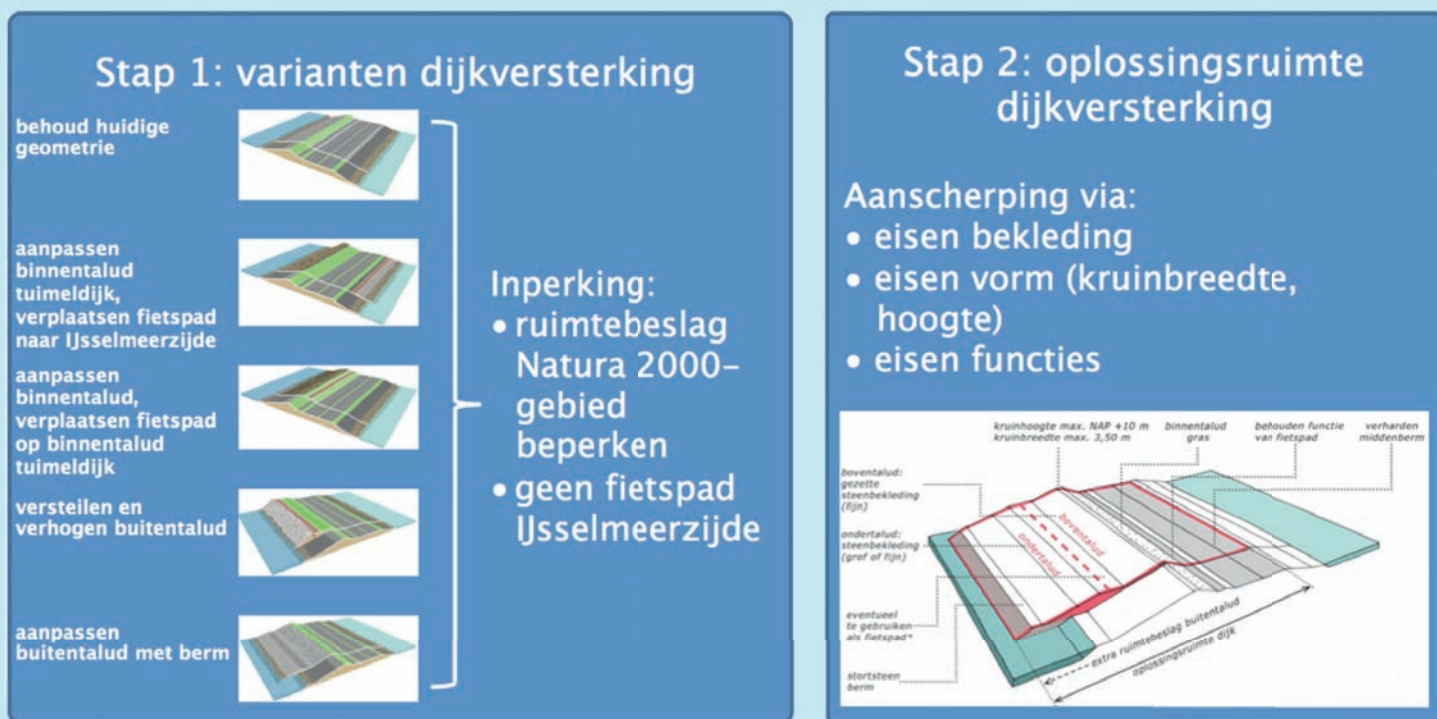 Stap 1: varianten dijkversterking
behoud huidige
geometrie
aanpassen
binnentalud
tuimeldijk,
verplaatsen fietspad
naar IJsselmeerzijde
aanpassen
binnentalud,
verplaatsen fietspad
op binnentalud
tuimeldijk
versteilen en
verhogen buitentalud
aanpassen
buitentalud met berm
Inperking:
• ruimtebeslag
Natura 2000-
gebied
beperken
• geen fietspad
IJsselmeerzijde
Stap 2: oplossingsruimte
dijkversterking
Aanscherping via:
• eisen bekleding
• eisen vorm (kruinbreedte,
hoogte)
• eisen functies
kruinhoogte max. NAP +10 m
kruinbreedte max. 3,50 m
binnentalud
gras
behouden functie
van fietspad
verharden
middenberm
boventalud:
gezette
steenbekleding
(fijn)
ondertalud:
steenbekleding
(grof of fijn)
eventueel
te gebruiken
als fietspad*
stortsteen
berm
boventalud
ondertalud
extra ruimtebeslag buitentalud
oplossingsruimte dijk